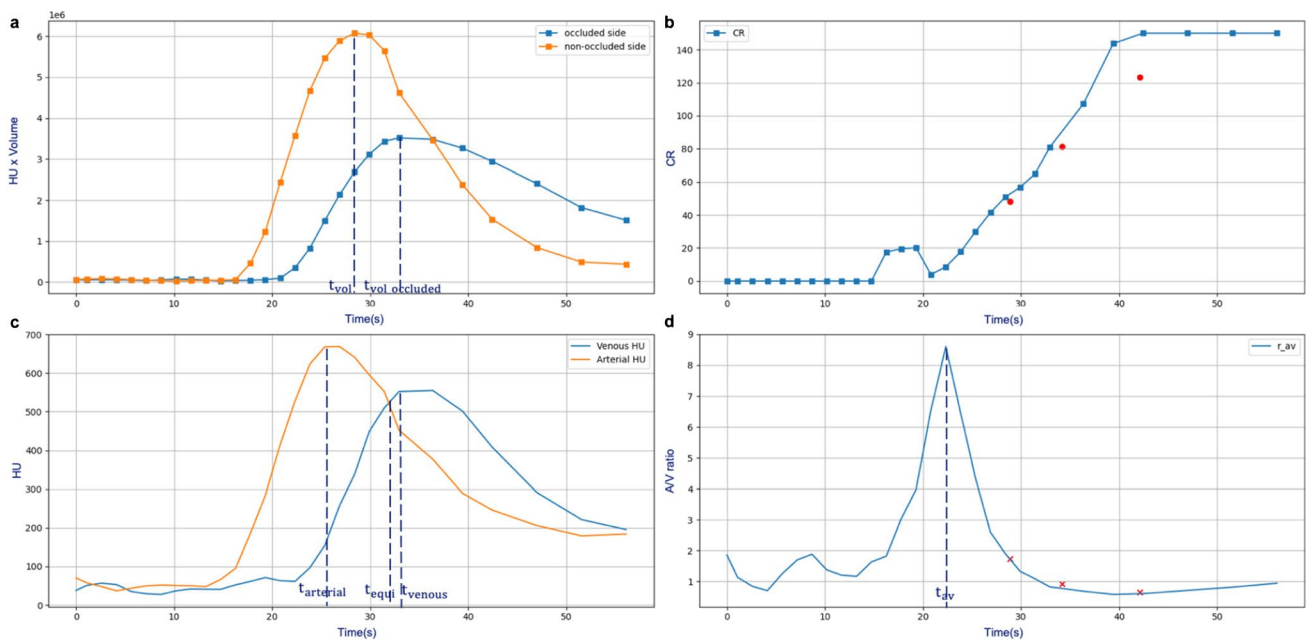 a
1e6
occluded side
non-occluded side
6
5
4
3
2
1
0
HU x Volume
t_vol.
t_vol occluded
0 10 20 30 40 50
Time(s)
b
CR
140
120
100
80
60
40
20
0
CR
0 10 20 30 40 50
Time(s)
c
Venous HU
Arterial HU
700
600
500
400
300
200
100
0
HU
t_arterial
t_equi
t_venous
0 10 20 30 40 50
Time(s)
d
r_av
9
8
7
6
5
4
3
2
1
A/V ratio
t_av
0 10 20 30 40 50
Time(s)